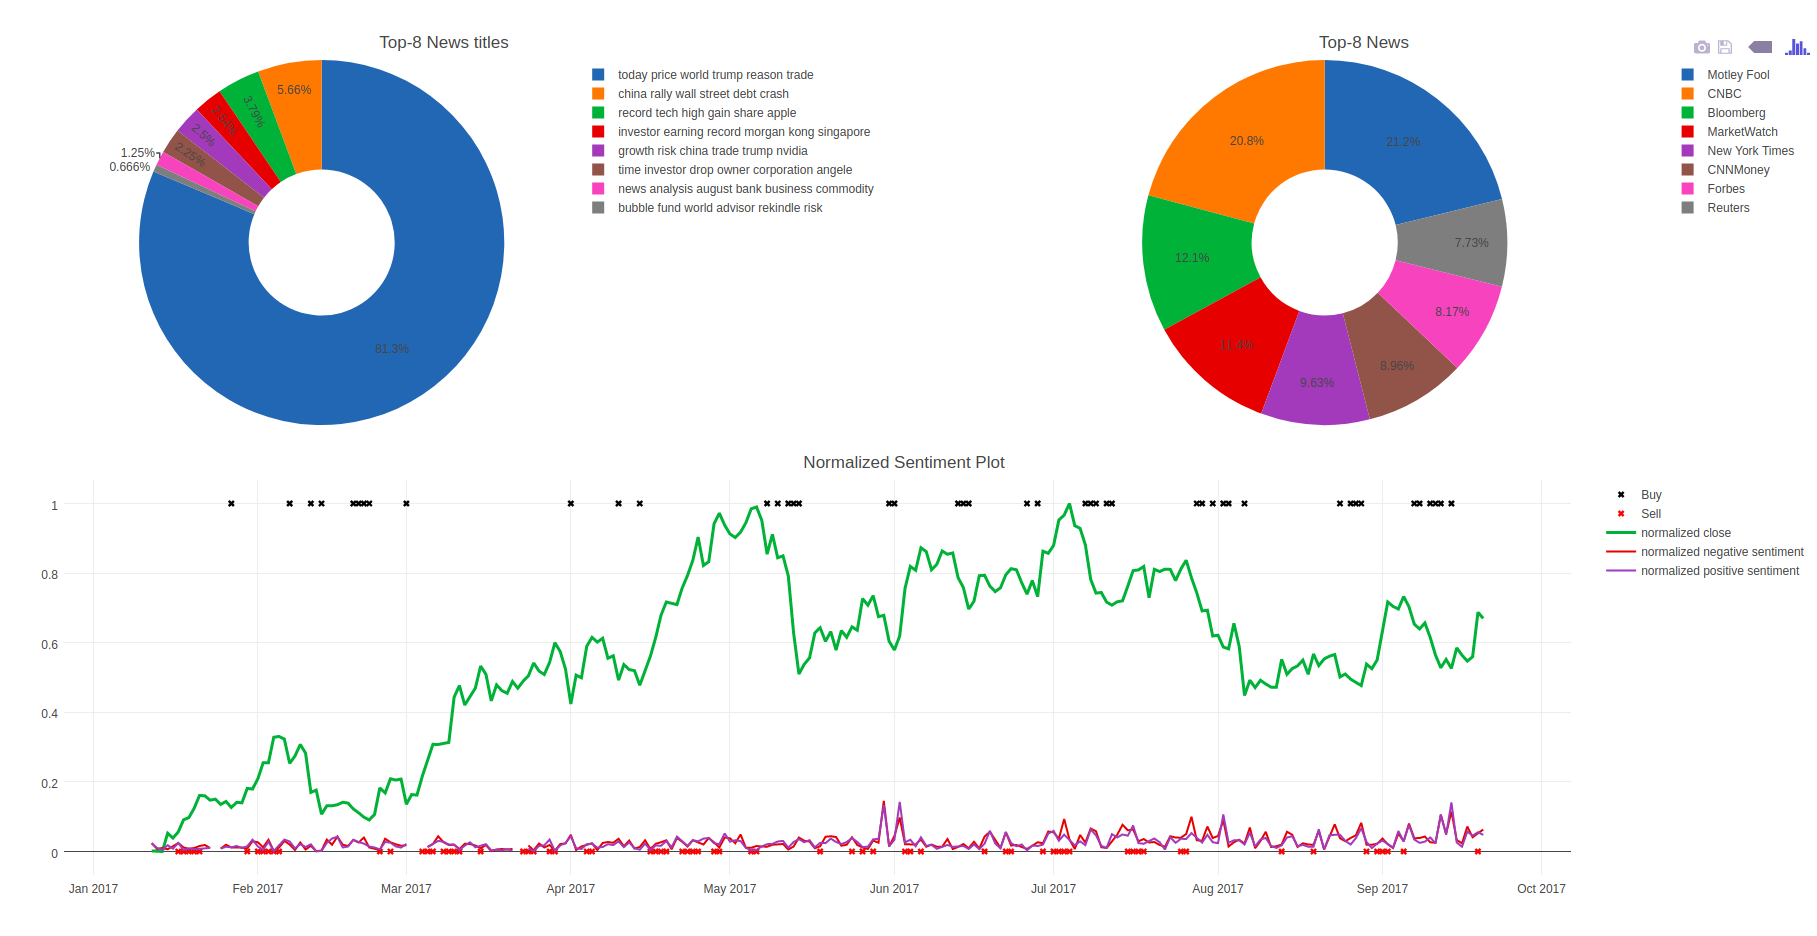 Top-8 News titles
5.66%
3.79%
2.84%
2.5%
2.25%
1.25%
0.666%
81.3%
today price world trump reason trade
china rally wall street debt crash
record tech high gain share apple
investor earning record morgan kong singapore
growth risk china trade trump nvidia
time investor drop owner corporation angele
news analysis august bank business commodity
bubble fund world advisor rekindle risk
Top-8 News
20.8%
21.2%
12.1%
7.73%
8.17%
11.4%
8.96%
9.63%
Motley Fool
CNBC
Bloomberg
MarketWatch
New York Times
CNNMoney
Forbes
Reuters
Normalized Sentiment Plot
1
0.8
0.6
0.4
0.2
0
Jan 2017
Feb 2017
Mar 2017
Apr 2017
May 2017
Jun 2017
Jul 2017
Aug 2017
Sep 2017
Oct 2017
Buy
Sell
normalized close
normalized negative sentiment
normalized positive sentiment